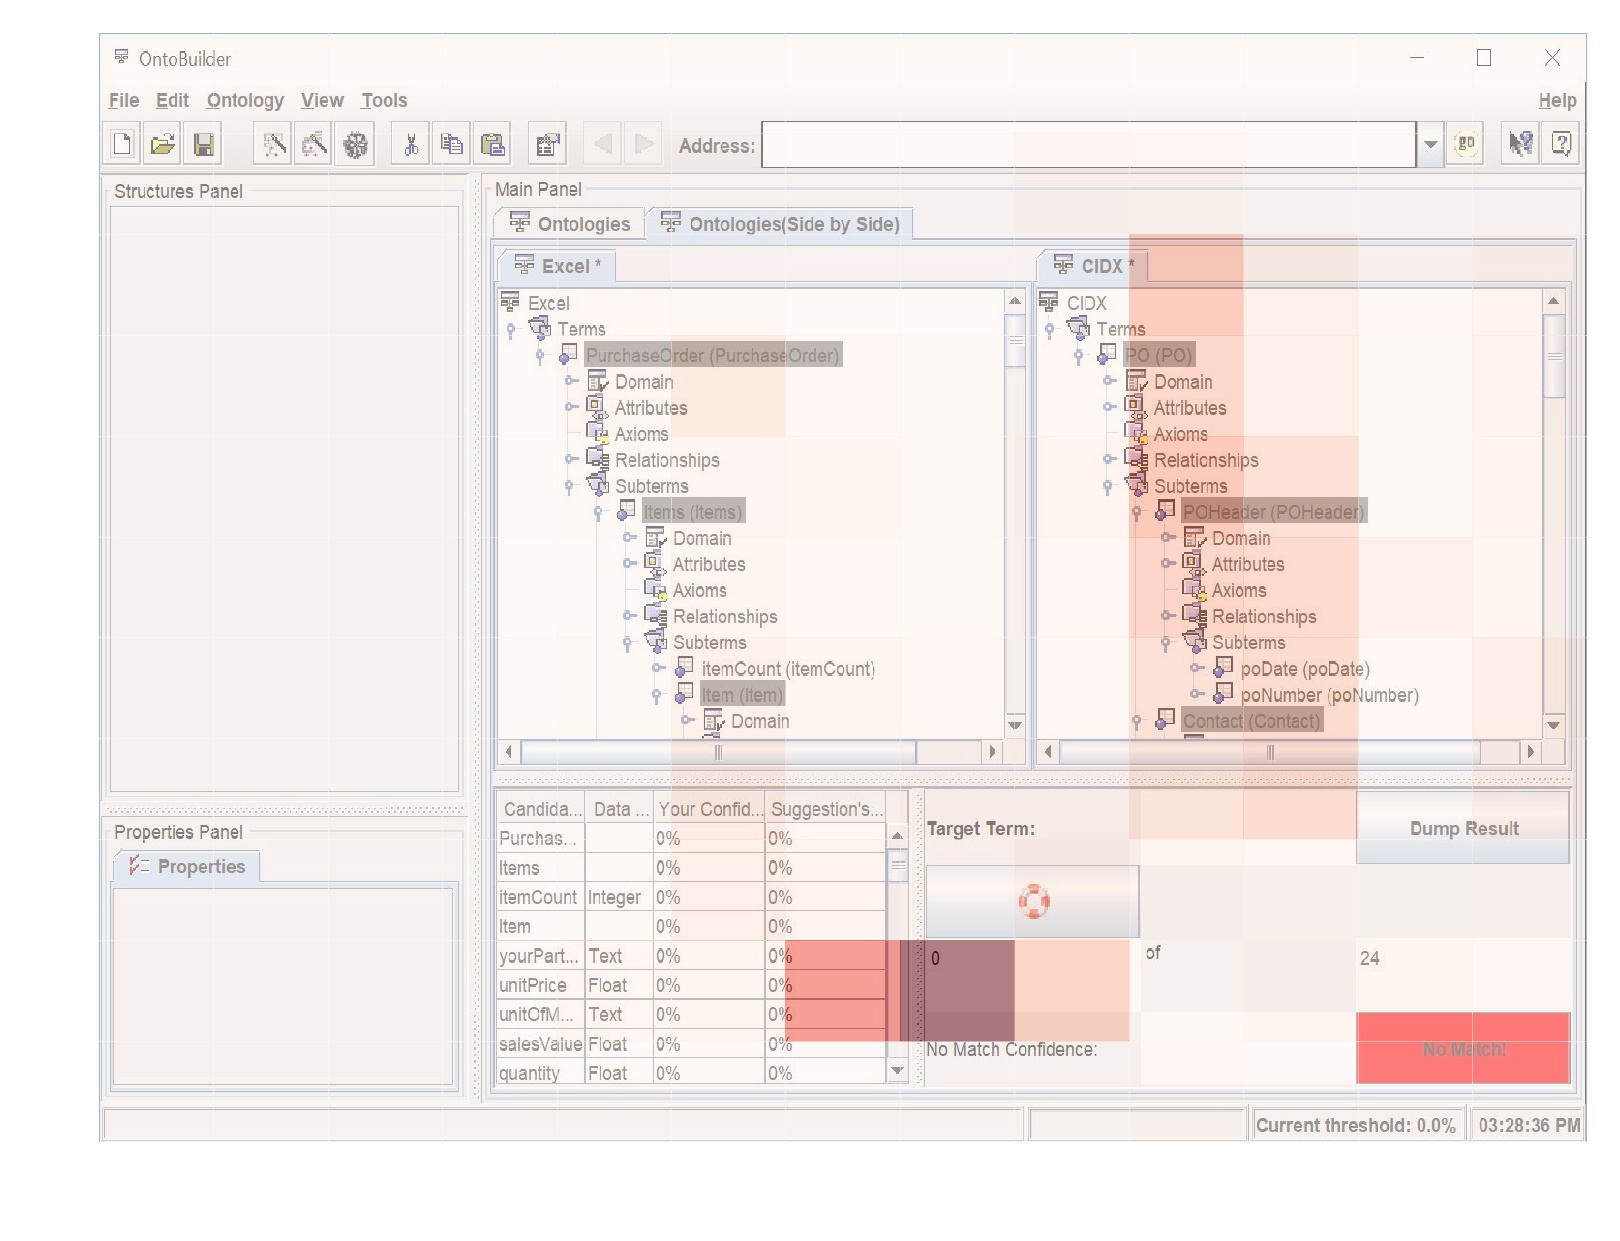 OntoBuilder
File Edit Ontology View Tools Help
Address: go
Structures Panel
Main Panel
Ontologies Ontologies(Side by Side)
Excel *
Excel
Terms
PurchaseOrder (PurchaseOrder)
Domain
Attributes
Axioms
Relationships
Subterms
Items (Items)
Domain
Attributes
Axioms
Relationships
Subterms
itemCount (itemCount)
Item (Item)
Domain
CIDX *
CIDX
Terms
PO (PO)
Domain
Attributes
Axioms
Relationships
Subterms
POHeader (POHeader)
Domain
Attributes
Axioms
Relationships
Subterms
poDate (poDate)
poNumber (poNumber)
Contact (Contact)
Properties Panel
Properties
Candida... Data ... Your Confid... Suggestion's...
Purchas... 0% 0%
Items 0% 0%
itemCount Integer 0% 0%
Item 0% 0%
yourPart... Text 0% 0%
unitPrice Float 0% 0%
unitOfM... Text 0% 0%
salesValue Float 0% 0%
quantity Float 0% 0%
Target Term: Dump Result
0 of 24
No Match Confidence: No Match!
Current threshold: 0.0% 03:28:36 PM